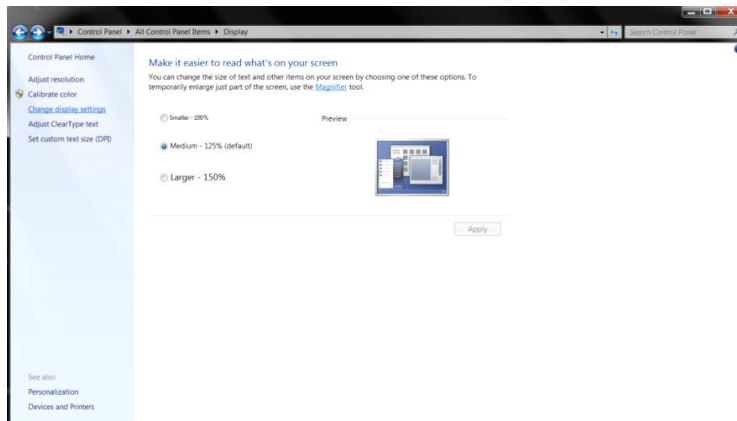 Control Panel ▸ All Control Panel Items ▸ Display
Search Control Panel
Control Panel Home
Adjust resolution
Calibrate color
Change display settings
Adjust ClearType text
Set custom text size (DPI)
See also
Personalization
Devices and Printers
Make it easier to read what's on your screen
You can change the size of text and other items on your screen by choosing one of these options. To
temporarily enlarge just part of the screen, use the Magnifier tool.
Smaller - 100%
Preview
Medium - 125% (default)
Larger - 150%
Apply